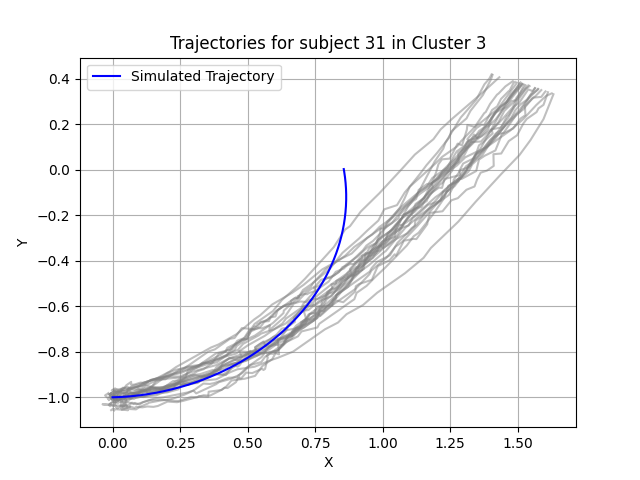 Trajectories for subject 31 in Cluster 3
Simulated Trajectory
0.4
0.2
0.0
−0.2
−0.4
−0.6
−0.8
−1.0
Y
0.00 0.25 0.50 0.75 1.00 1.25 1.50
X